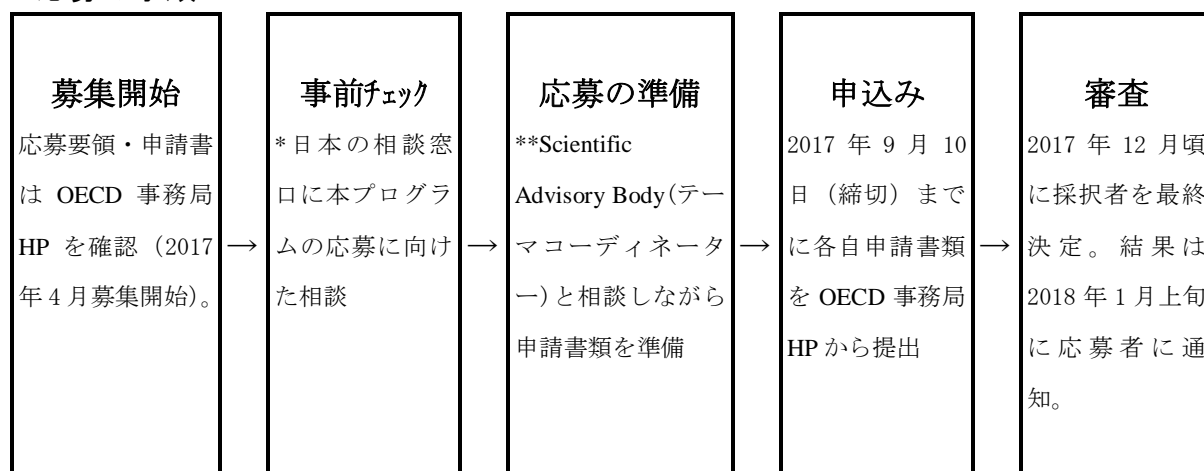 募集開始
応募要領・申請書
は OECD 事務局
HP を確認（2017
年 4 月募集開始）。
→
事前チェック
*日本の相談窓
口に本プログラ
ムの応募に向け
た相談
→
応募の準備
**Scientific
Advisory Body(テー
マコーディネータ
ー)と相談しながら
申請書類を準備
→
申込み
2017 年 9 月 10
日（締切）まで
に各自申請書類
を OECD 事務局
HP から提出
→
審査
2017 年 12 月頃
に採択者を最終
決定。結果は
2018 年 1 月上旬
に応募者に通
知。